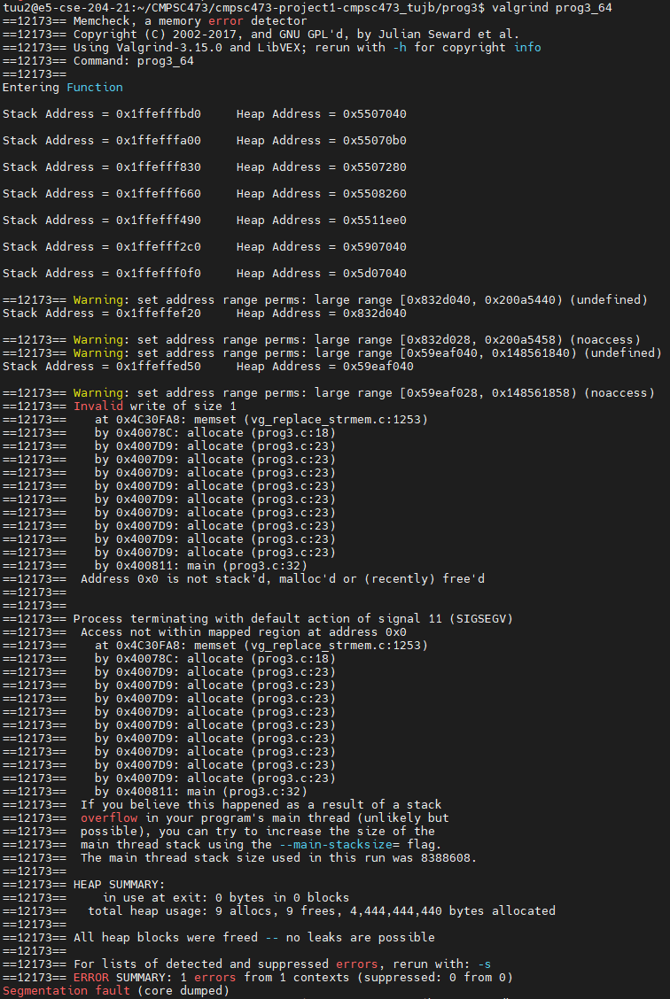 tuu2@e5-cse-204-21:~/CMPSC473/cmpsc473-project1-cmpsc473_tujb/prog3$ valgrind prog3_64
==12173== Memcheck, a memory error detector
==12173== Copyright (C) 2002-2017, and GNU GPL'd, by Julian Seward et al.
==12173== Using Valgrind-3.15.0 and LibVEX; rerun with -h for copyright info
==12173== Command: prog3_64
==12173==
Entering Function
Stack Address = 0x1ffefffbd0     Heap Address = 0x5507040
Stack Address = 0x1ffefffa00     Heap Address = 0x55070b0
Stack Address = 0x1ffefff830     Heap Address = 0x5507280
Stack Address = 0x1ffefff660     Heap Address = 0x5508260
Stack Address = 0x1ffefff490     Heap Address = 0x5511ee0
Stack Address = 0x1ffefff2c0     Heap Address = 0x5907040
Stack Address = 0x1ffefff0f0     Heap Address = 0x5d07040
==12173== Warning: set address range perms: large range [0x832d040, 0x200a5440) (undefined)
Stack Address = 0x1ffeffef20     Heap Address = 0x832d040
==12173== Warning: set address range perms: large range [0x832d028, 0x200a5458) (noaccess)
==12173== Warning: set address range perms: large range [0x59eaf040, 0x148561840) (undefined)
Stack Address = 0x1ffeffed50     Heap Address = 0x59eaf040
==12173== Warning: set address range perms: large range [0x59eaf028, 0x148561858) (noaccess)
==12173== Invalid write of size 1
==12173==    at 0x4C30FA8: memset (vg_replace_strmem.c:1253)
==12173==    by 0x40078C: allocate (prog3.c:18)
==12173==    by 0x4007D9: allocate (prog3.c:23)
==12173==    by 0x4007D9: allocate (prog3.c:23)
==12173==    by 0x4007D9: allocate (prog3.c:23)
==12173==    by 0x4007D9: allocate (prog3.c:23)
==12173==    by 0x4007D9: allocate (prog3.c:23)
==12173==    by 0x4007D9: allocate (prog3.c:23)
==12173==    by 0x4007D9: allocate (prog3.c:23)
==12173==    by 0x4007D9: allocate (prog3.c:23)
==12173==    by 0x4007D9: allocate (prog3.c:23)
==12173==    by 0x400811: main (prog3.c:32)
==12173==  Address 0x0 is not stack'd, malloc'd or (recently) free'd
==12173==
==12173==
==12173== Process terminating with default action of signal 11 (SIGSEGV)
==12173==  Access not within mapped region at address 0x0
==12173==    at 0x4C30FA8: memset (vg_replace_strmem.c:1253)
==12173==    by 0x40078C: allocate (prog3.c:18)
==12173==    by 0x4007D9: allocate (prog3.c:23)
==12173==    by 0x4007D9: allocate (prog3.c:23)
==12173==    by 0x4007D9: allocate (prog3.c:23)
==12173==    by 0x4007D9: allocate (prog3.c:23)
==12173==    by 0x4007D9: allocate (prog3.c:23)
==12173==    by 0x4007D9: allocate (prog3.c:23)
==12173==    by 0x4007D9: allocate (prog3.c:23)
==12173==    by 0x4007D9: allocate (prog3.c:23)
==12173==    by 0x4007D9: allocate (prog3.c:23)
==12173==    by 0x400811: main (prog3.c:32)
==12173==  If you believe this happened as a result of a stack
==12173==  overflow in your program's main thread (unlikely but
==12173==  possible), you can try to increase the size of the
==12173==  main thread stack using the --main-stacksize= flag.
==12173==  The main thread stack size used in this run was 8388608.
==12173==
==12173== HEAP SUMMARY:
==12173==     in use at exit: 0 bytes in 0 blocks
==12173==   total heap usage: 9 allocs, 9 frees, 4,444,444,440 bytes allocated
==12173==
==12173== All heap blocks were freed -- no leaks are possible
==12173==
==12173== For lists of detected and suppressed errors, rerun with: -s
==12173== ERROR SUMMARY: 1 errors from 1 contexts (suppressed: 0 from 0)
Segmentation fault (core dumped)